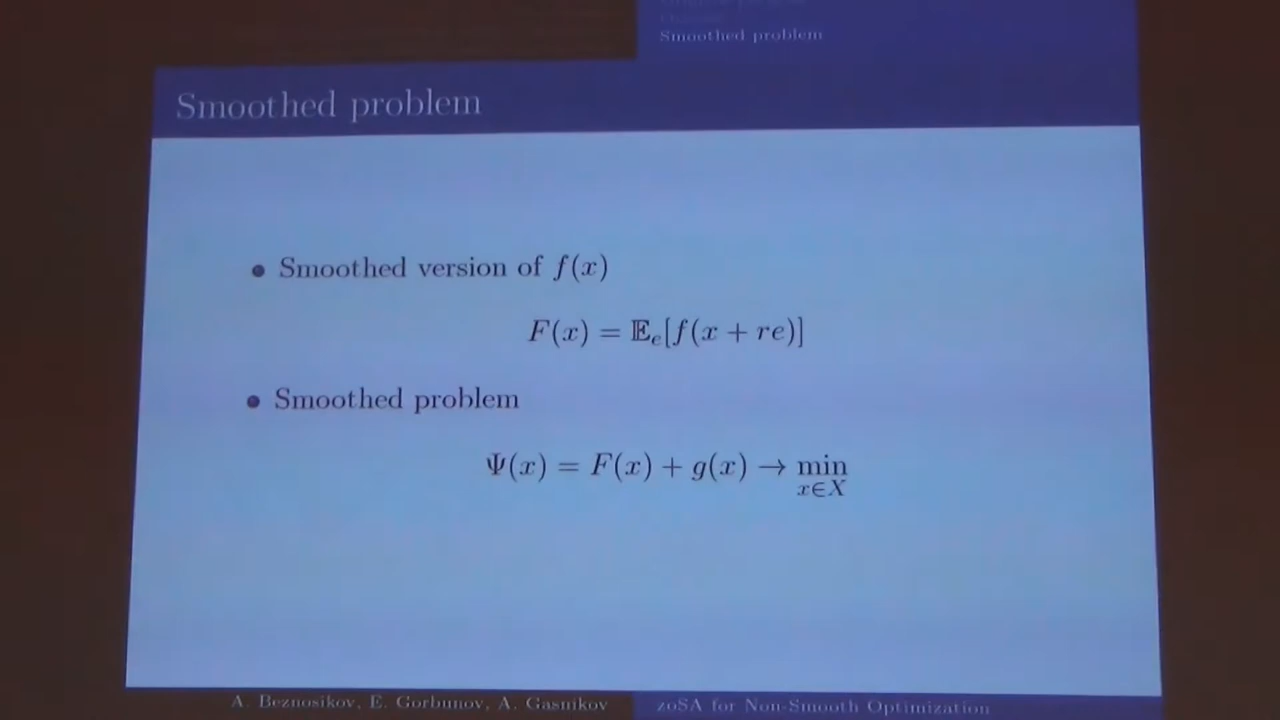 Smoothed problem
Smoothed problem
• Smoothed version of f(x)
F(x) = 𝔼ₑ[f(x + re)]
• Smoothed problem
Ψ(x) = F(x) + g(x) → min
x∈X
A. Beznosikov, E. Gorbunov, A. Gasnikov
zoSA for Non-Smooth Optimization